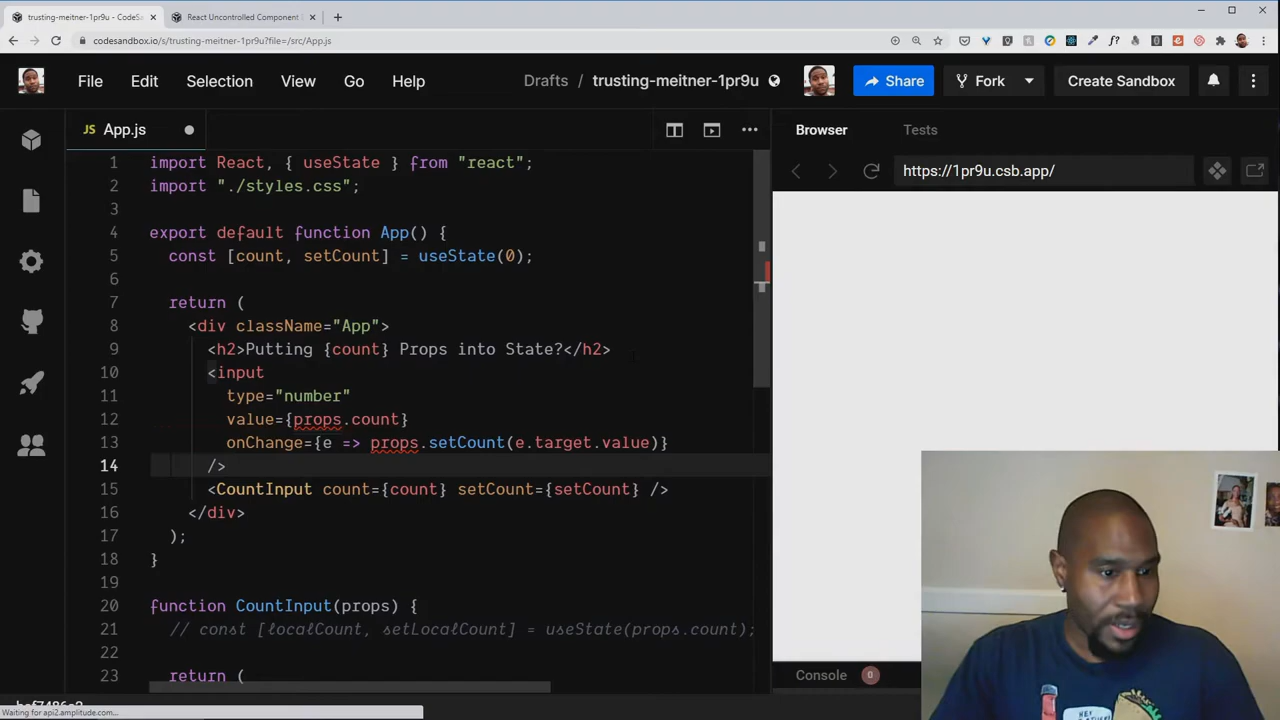 trusting-meitner-1pr9u - CodeSa
React Uncontrolled Component
codesandbox.io/s/trusting-meitner-1pr9u?file=/src/App.js
File Edit Selection View Go Help
Drafts / trusting-meitner-1pr9u
Share
Fork
Create Sandbox
JS App.js
Browser
Tests
https://1pr9u.csb.app/
1 import React, { useState } from "react";
2 import "./styles.css";
3
4 export default function App() {
5 const [count, setCount] = useState(0);
6
7 return (
8 <div className="App">
9 <h2>Putting {count} Props into State?</h2>
10 <input
11 type="number"
12 value={props.count}
13 onChange={e => props.setCount(e.target.value)}
14 />
15 <CountInput count={count} setCount={setCount} />
16 </div>
17 );
18 }
19
20 function CountInput(props) {
21 // const [localCount, setLocalCount] = useState(props.count);
22
23 return (
Console 0
Waiting for api2.amplitude.com...